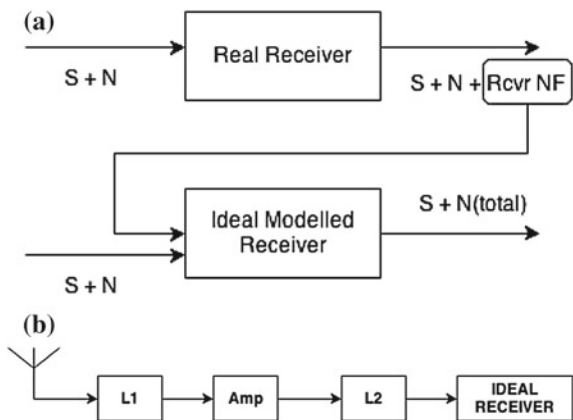 (a)
Real Receiver
S + N
S + N + Rcvr NF
Ideal Modelled
Receiver
S + N(total)
S + N
(b)
L1
Amp
L2
IDEAL
RECEIVER